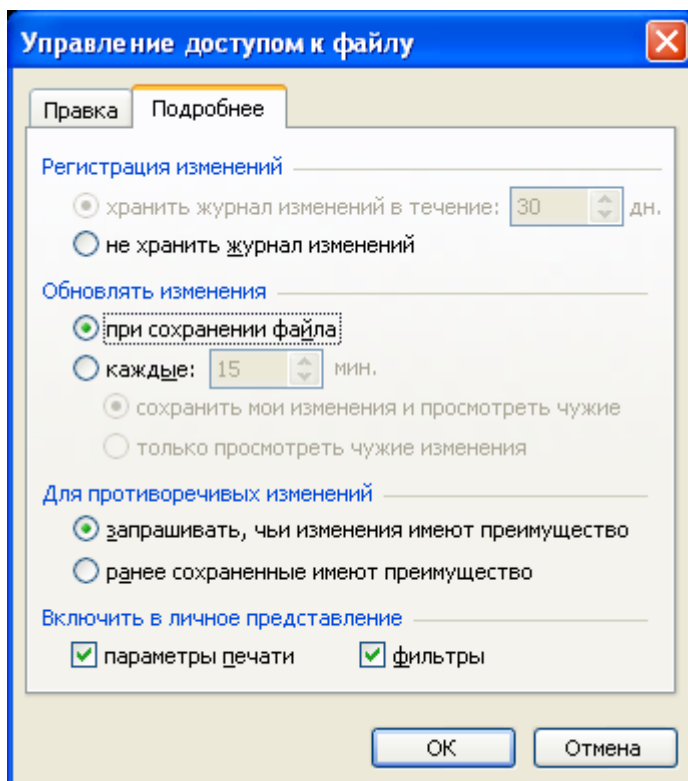 Управление доступом к файлу
Правка Подробнее
Регистрация изменений
хранить журнал изменений в течение: 30 дн.
не хранить журнал изменений
Обновлять изменения
при сохранении файла
каждые: 15 мин.
сохранить мои изменения и просмотреть чужие
только просмотреть чужие изменения
Для противоречивых изменений
запрашивать, чьи изменения имеют преимущество
ранее сохраненные имеют преимущество
Включить в личное представление
параметры печати фильтры
ОК Отмена